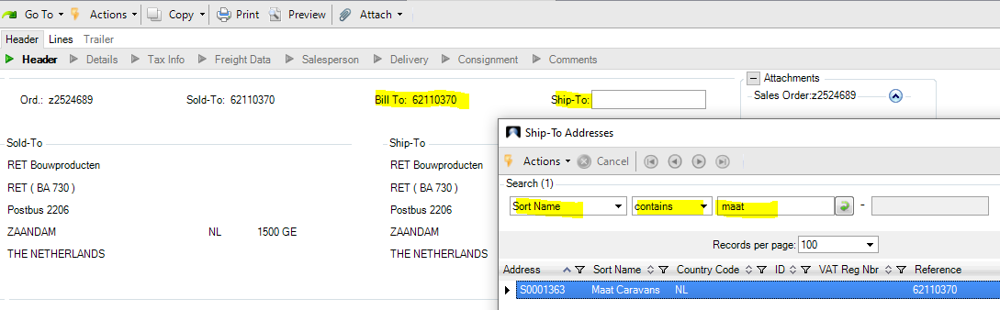 Go To Actions Copy Print Preview Attach
Header Lines Trailer
Header Details Tax Info Freight Data Salesperson Delivery Consignment Comments
Ord.: z2524689 Sold-To: 62110370 Bill To: 62110370 Ship-To:
Attachments
Sales Order:z2524689
Sold-To
RET Bouwproducten
RET ( BA 730 )
Postbus 2206
ZAANDAM NL 1500 GE
THE NETHERLANDS
Ship-To
RET Bouwproducten
RET ( BA 730 )
Postbus 2206
ZAANDAM
THE NETHERLANDS
Ship-To Addresses
Actions Cancel
Search (1)
Sort Name contains maat -
Records per page: 100
Address Sort Name Country Code ID VAT Reg Nbr Reference
S0001363 Maat Caravans NL 62110370